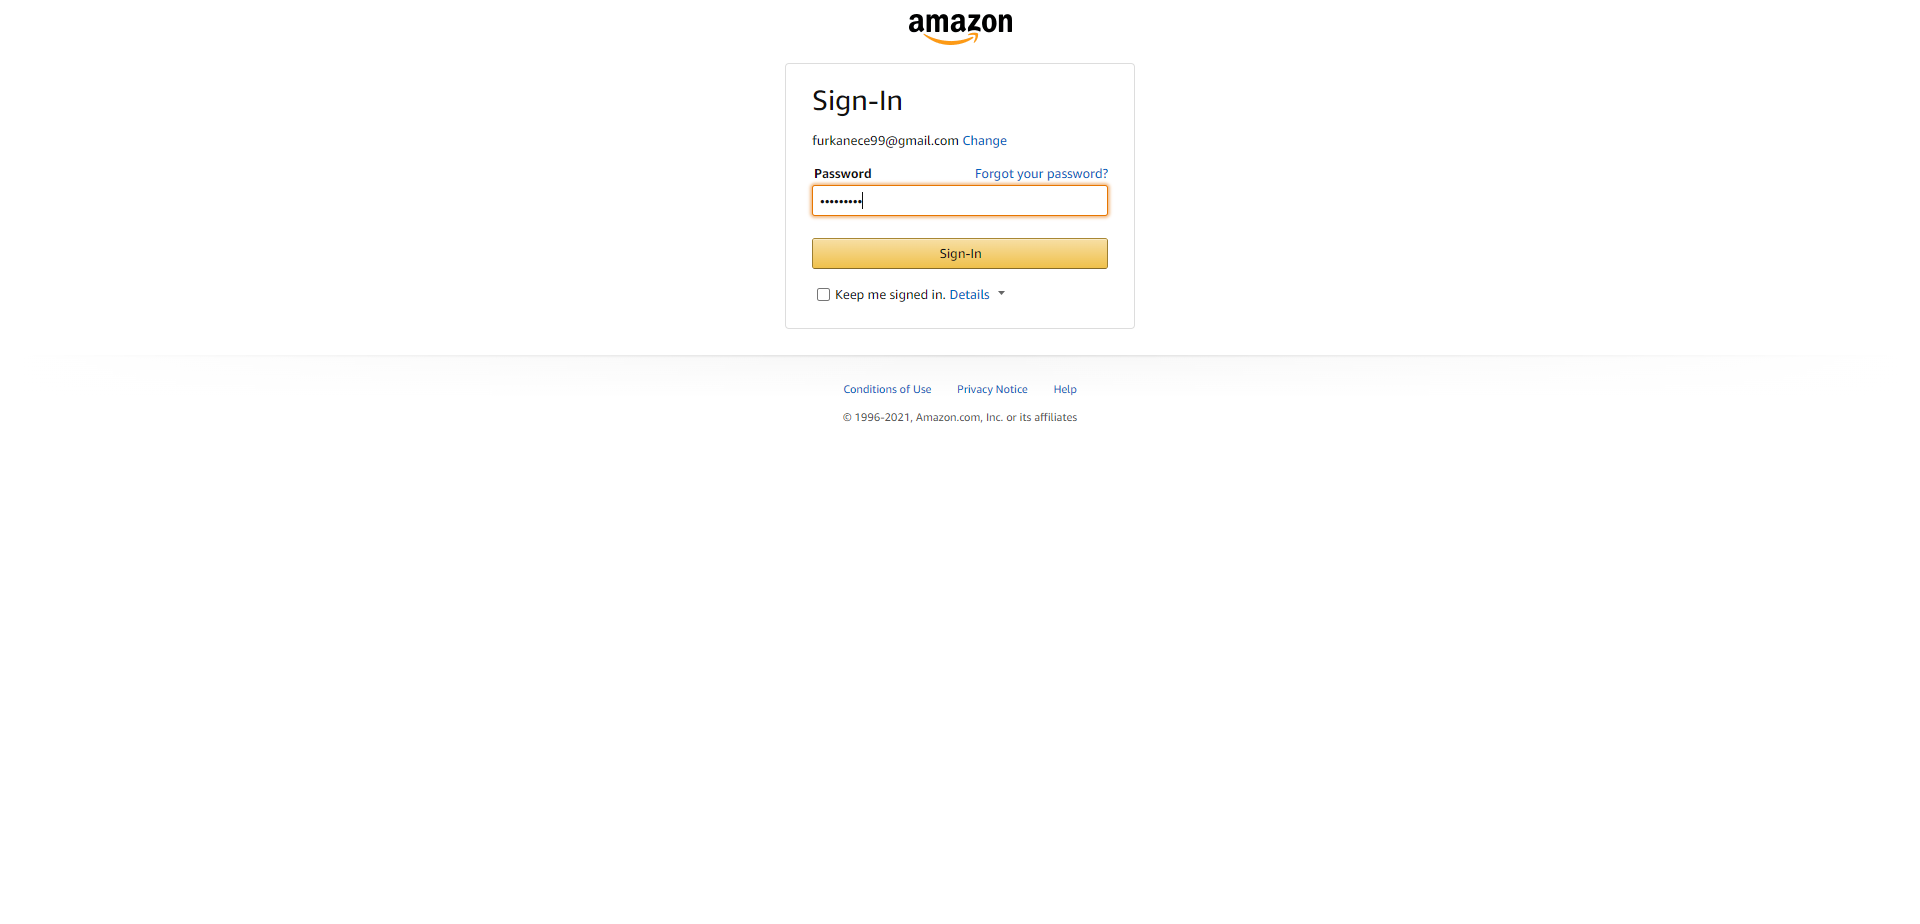 amazon
Sign-In
furkanece99@gmail.com Change
Password Forgot your password?
•••••••••
Sign-In
Keep me signed in. Details
Conditions of Use Privacy Notice Help
© 1996-2021, Amazon.com, Inc. or its affiliates